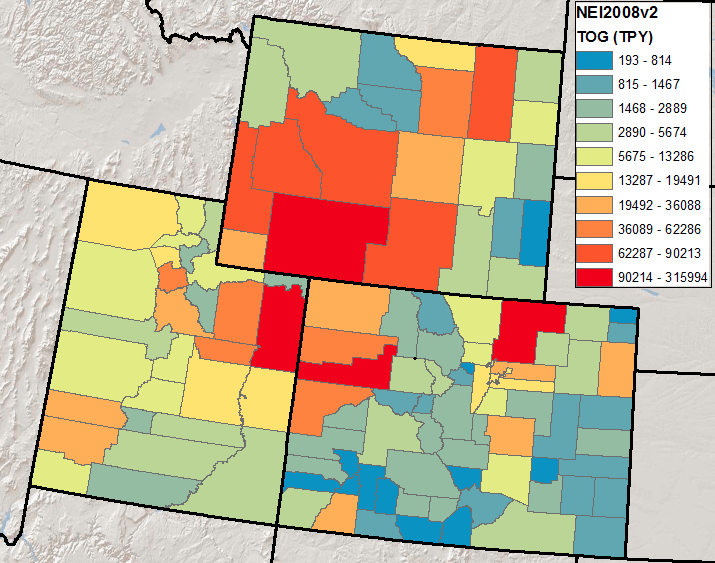 NEI2008v2
TOG (TPY)
193 - 814
815 - 1467
1468 - 2889
2890 - 5674
5675 - 13286
13287 - 19491
19492 - 36088
36089 - 62286
62287 - 90213
90214 - 315994